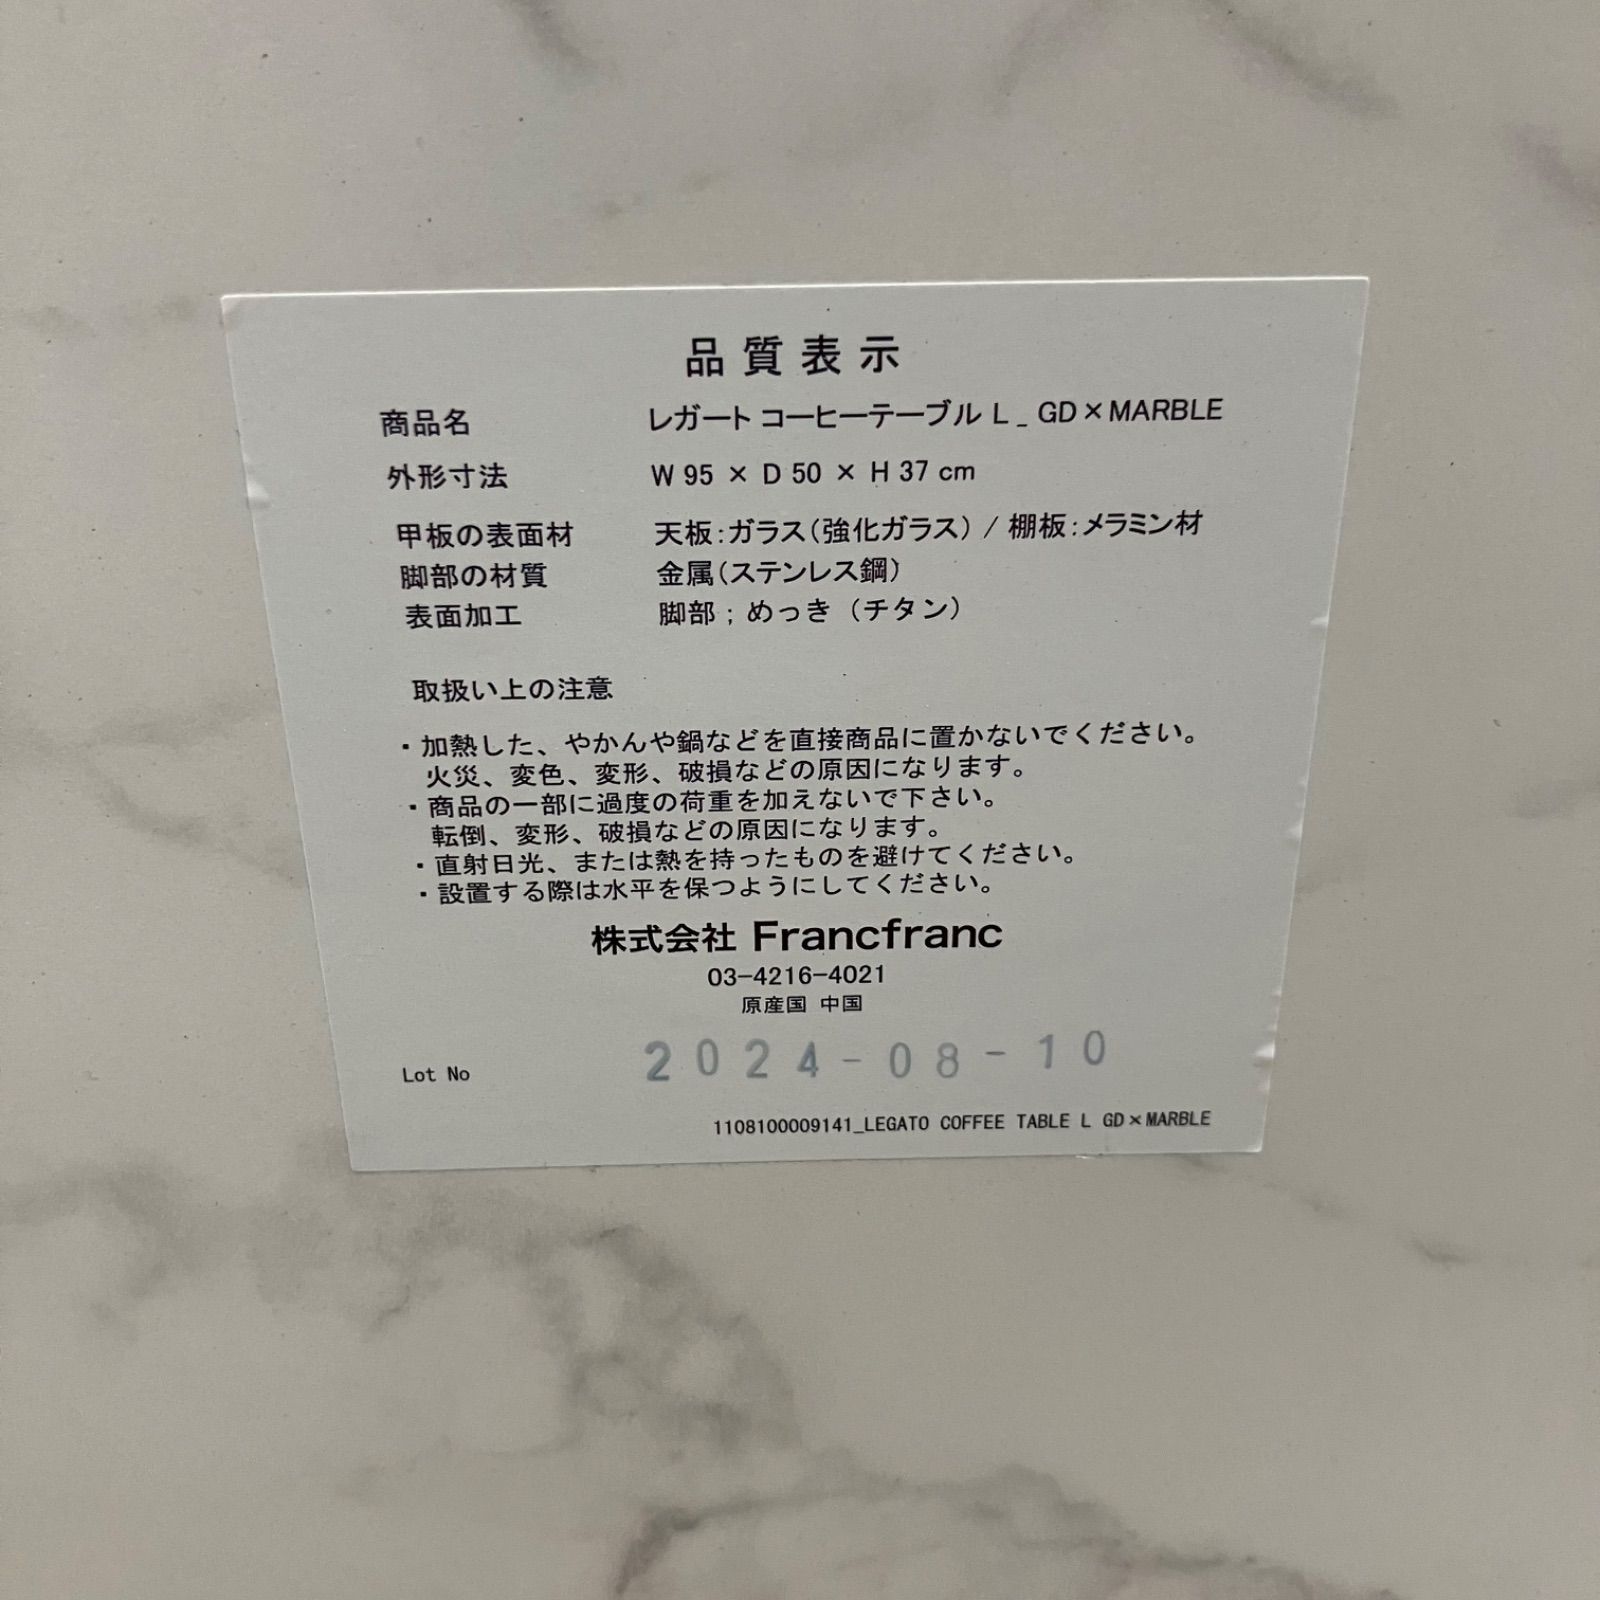 品質表示
商品名 レガート コーヒーテーブル L_GD×MARBLE
外形寸法 W 95 × D 50 × H 37 cm
甲板の表面材 天板：ガラス（強化ガラス） / 棚板：メラミン材
脚部の材質 金属（ステンレス鋼）
表面加工 脚部；めっき（チタン）
取扱い上の注意
・加熱した、やかんや鍋などを直接商品に置かないでください。
火災、変色、変形、破損などの原因になります。
・商品の一部に過度の荷重を加えないで下さい。
転倒、変形、破損などの原因になります。
・直射日光、または熱を持ったものを避けてください。
・設置する際は水平を保つようにしてください。
株式会社 Francfranc
03-4216-4021
原産国 中国
Lot No 2024-08-10
1108100009141_LEGATO COFFEE TABLE L GD×MARBLE